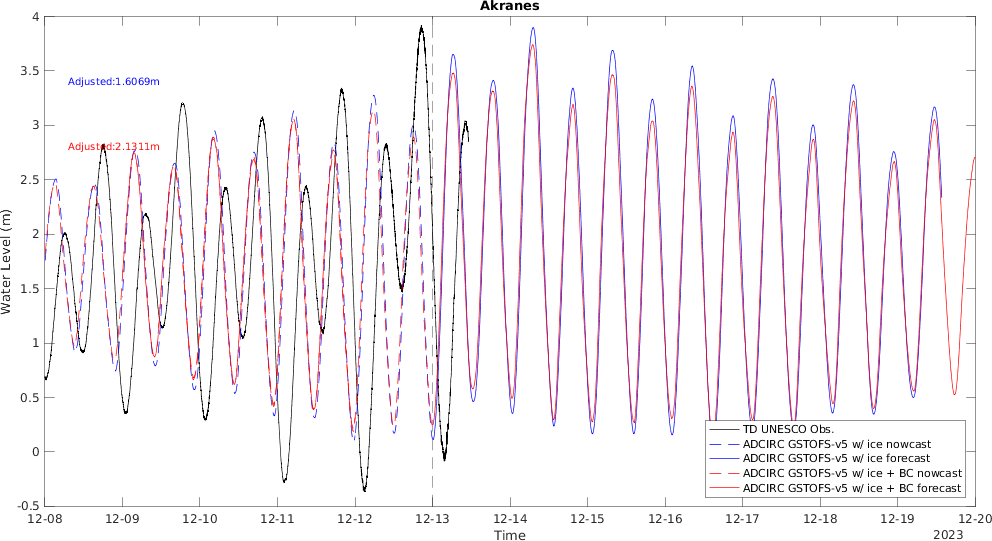 Akranes
4
3.5
3
2.5
2
1.5
1
0.5
0
-0.5
Water Level (m)
Adjusted:1.6069m
Adjusted:2.1311m
TD UNESCO Obs.
ADCIRC GSTOFS-v5 w/ ice nowcast
ADCIRC GSTOFS-v5 w/ ice forecast
ADCIRC GSTOFS-v5 w/ ice + BC nowcast
ADCIRC GSTOFS-v5 w/ ice + BC forecast
12-08 12-09 12-10 12-11 12-12 12-13 12-14 12-15 12-16 12-17 12-18 12-19 12-20
Time
2023